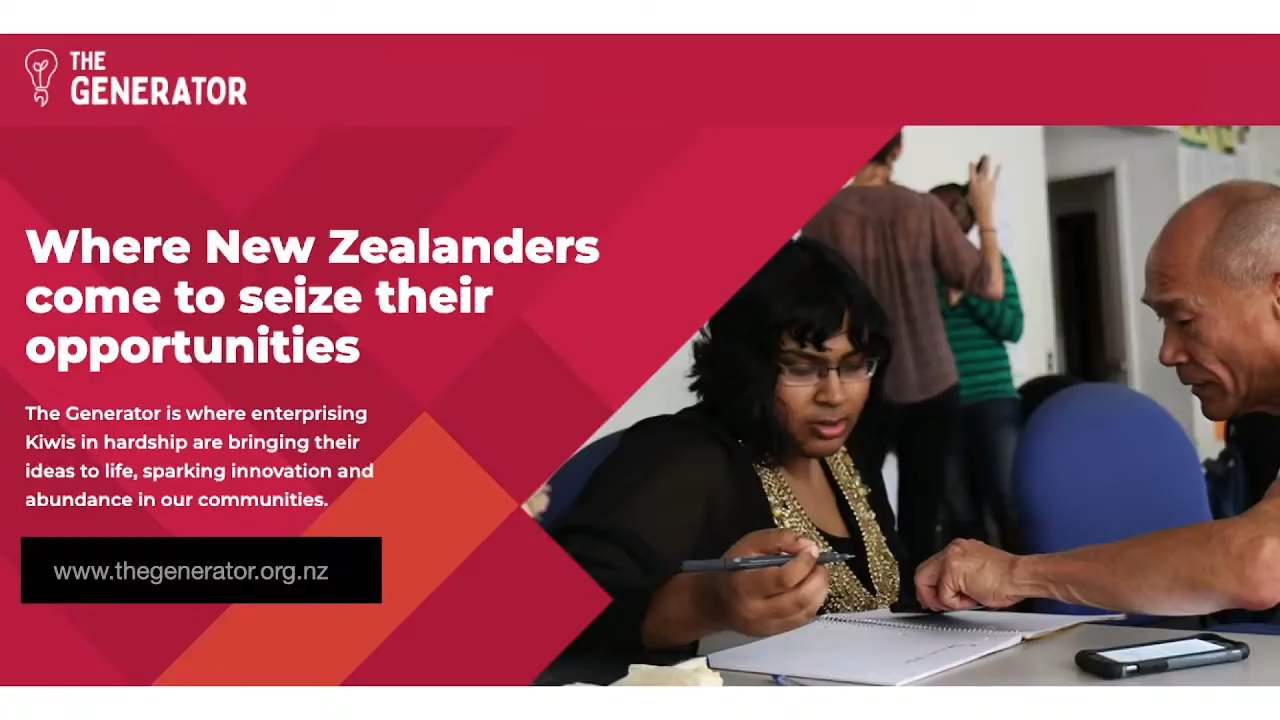 THE
GENERATOR
Where New Zealanders
come to seize their
opportunities
The Generator is where enterprising
Kiwis in hardship are bringing their
ideas to life, sparking innovation and
abundance in our communities.
www.thegenerator.org.nz